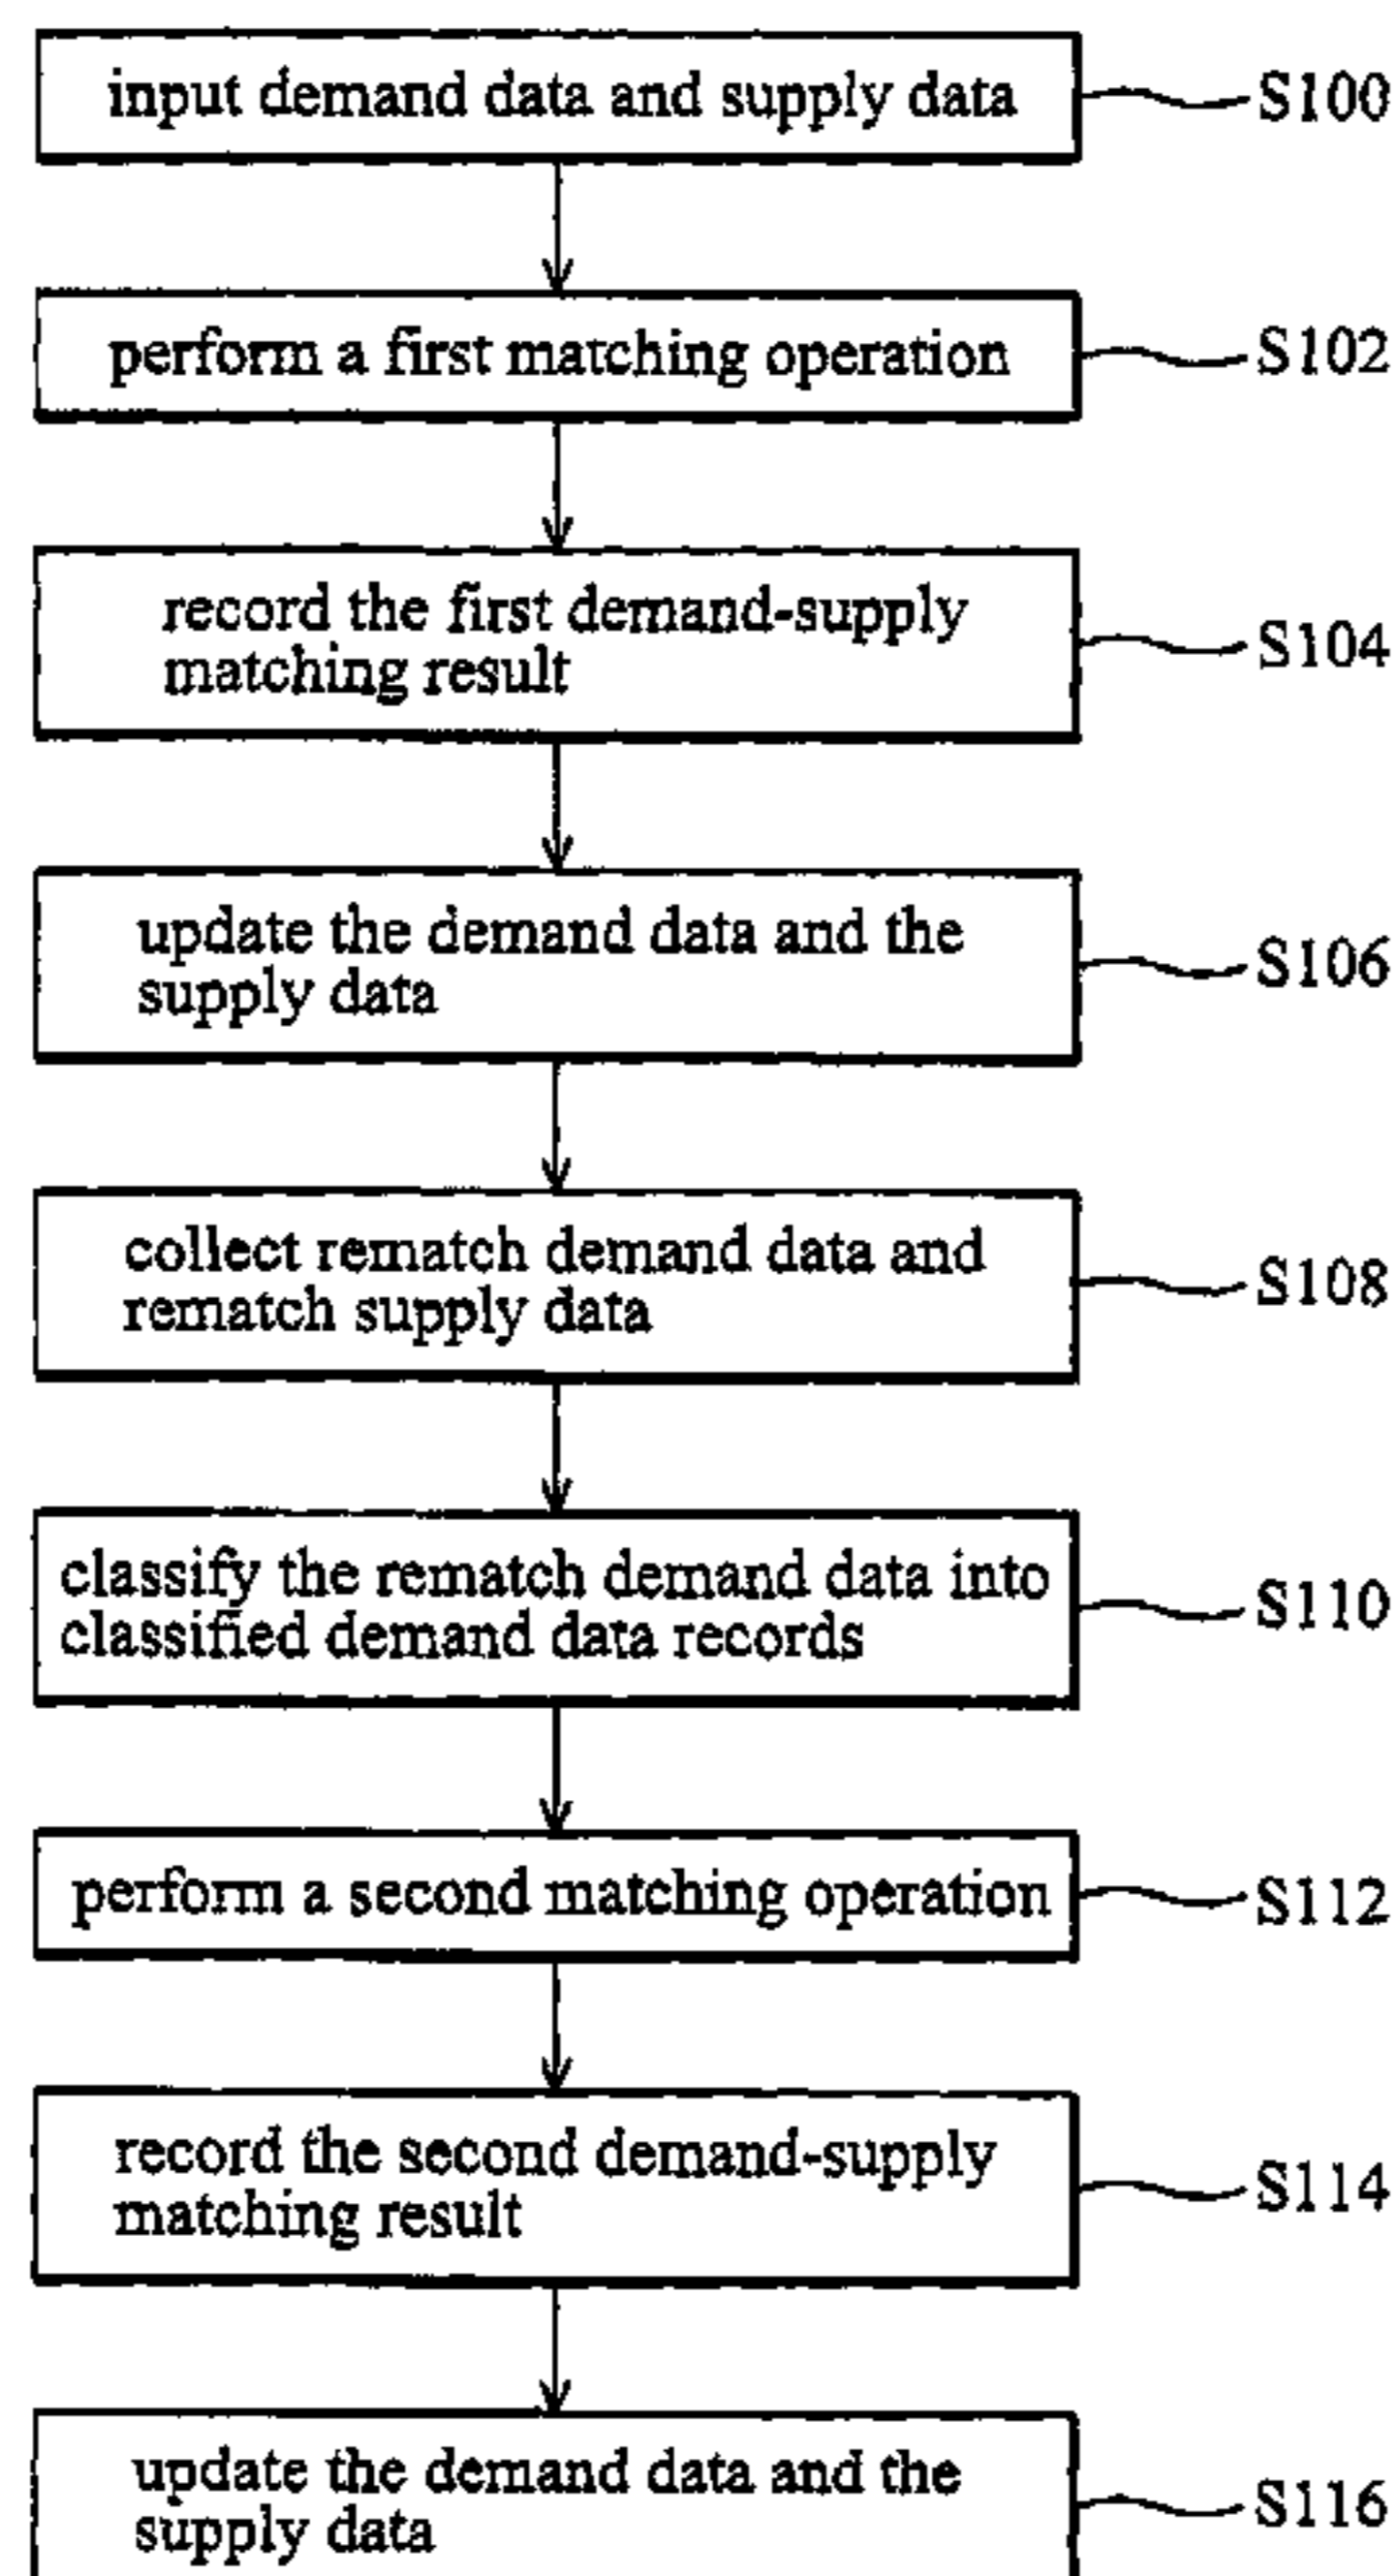 input demand data and supply data
S100
perform a first matching operation
S102
record the first demand-supply
matching result
S104
update the demand data and the
supply data
S106
collect rematch demand data and
rematch supply data
S108
classify the rematch demand data into
classified demand data records
S110
perform a second matching operation
S112
record the second demand-supply
matching result
S114
update the demand data and the
supply data
S116